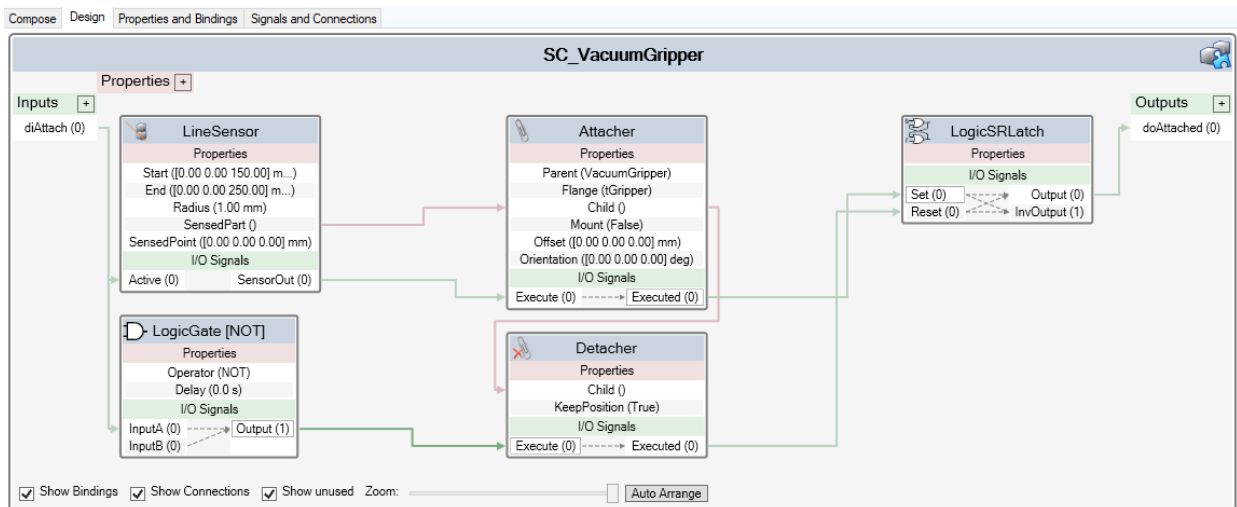 Compose Design Properties and Bindings Signals and Connections
SC_VacuumGripper
Properties +
Inputs +
diAttach (0)
LineSensor
Properties
Start ([0.00 0.00 150.00] m...)
End ([0.00 0.00 250.00] m...)
Radius (1.00 mm)
SensedPart ()
SensedPoint ([0.00 0.00 0.00] mm)
I/O Signals
Active (0) SensorOut (0)
LogicGate [NOT]
Properties
Operator (NOT)
Delay (0.0 s)
I/O Signals
InputA (0) Output (1)
InputB (0)
Attacher
Properties
Parent (VacuumGripper)
Flange (tGripper)
Child ()
Mount (False)
Offset ([0.00 0.00 0.00] mm)
Orientation ([0.00 0.00 0.00] deg)
I/O Signals
Execute (0) Executed (0)
Detacher
Properties
Child ()
KeepPosition (True)
I/O Signals
Execute (0) Executed (0)
LogicSRLatch
Properties
I/O Signals
Set (0) Output (0)
Reset (0) InvOutput (1)
Outputs +
doAttached (0)
Show Bindings Show Connections Show unused Zoom: Auto Arrange